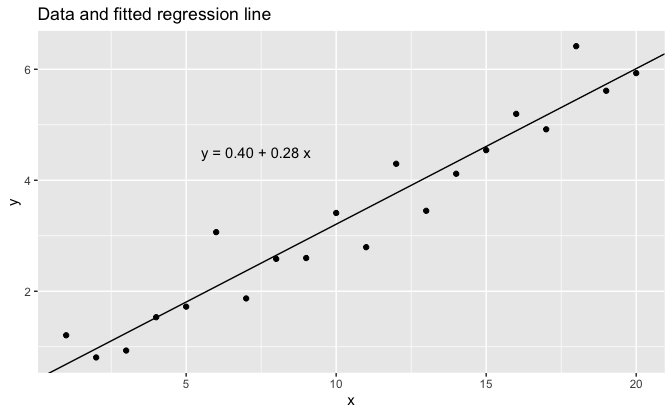 Data and fitted regression line
6
y = 0.40 + 0.28 x
4
y
2
5 10 15 20
x